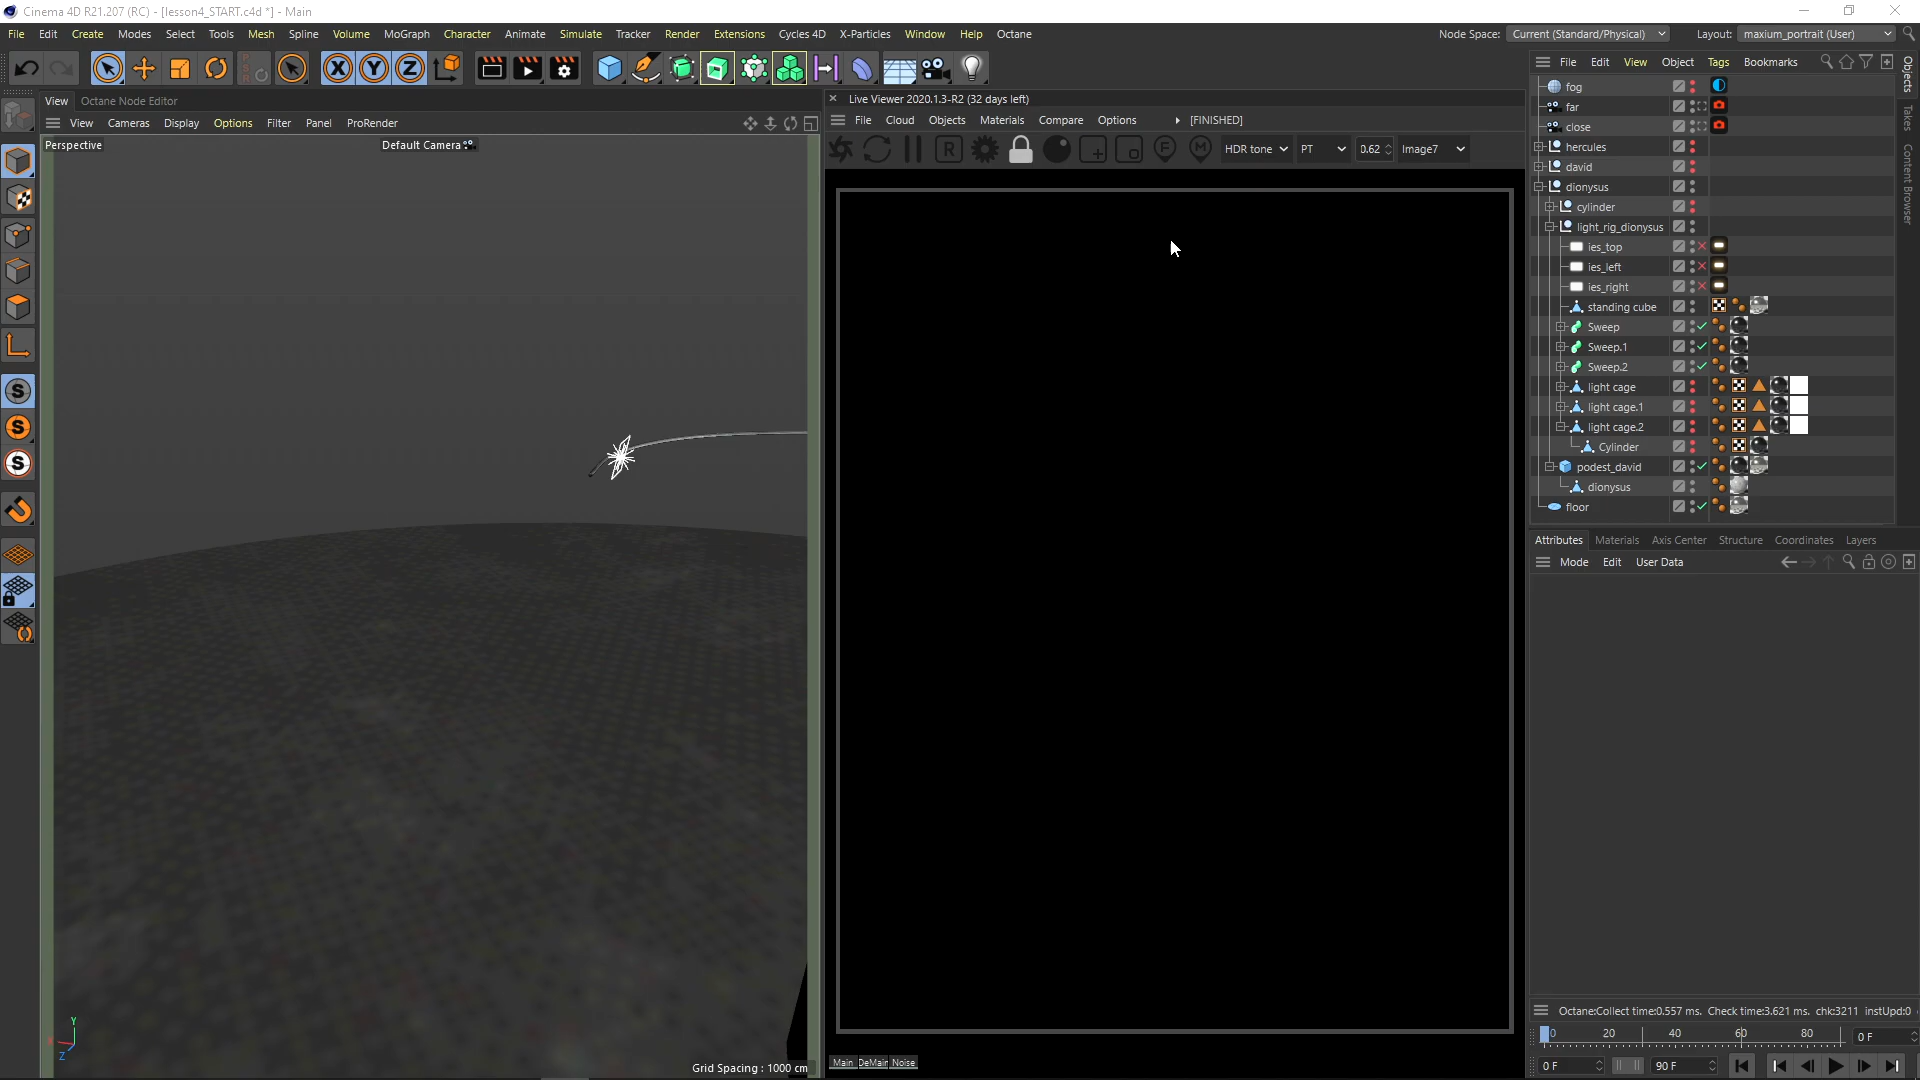 Cinema 4D R21.207 (RC) - [lesson4_START.c4d *] - Main
File Edit Create Modes Select Tools Mesh Spline Volume MoGraph Character Animate Simulate Tracker Render Extensions Cycles 4D X-Particles Window Help Octane Node Space: Current (Standard/Physical) Layout: maxium_portrait (User)
X Y Z
View Octane Node Editor
View Cameras Display Options Filter Panel ProRender
Perspective
Default Camera
Grid Spacing : 1000 cm
Y
Z
Live Viewer 2020.1.3-R2 (32 days left)
File Cloud Objects Materials Compare Options [FINISHED]
R F M HDR tone PT 0.62 Image7
Main DeMain Noise
File Edit View Object Tags Bookmarks
fog
far
close
hercules
david
dionysus
cylinder
light_rig_dionysus
ies_top
ies_left
ies_right
standing cube
Sweep
Sweep.1
Sweep.2
light cage
light cage.1
light cage.2
Cylinder
podest_david
dionysus
floor
Objects
Takes
Content Browser
Attributes Materials Axis Center Structure Coordinates Layers
Mode Edit User Data
Octane:Collect time:0.557 ms. Check time:3.621 ms. chk:3211 instUpd:0
0 20 40 60 80 0 F
0 F 90 F